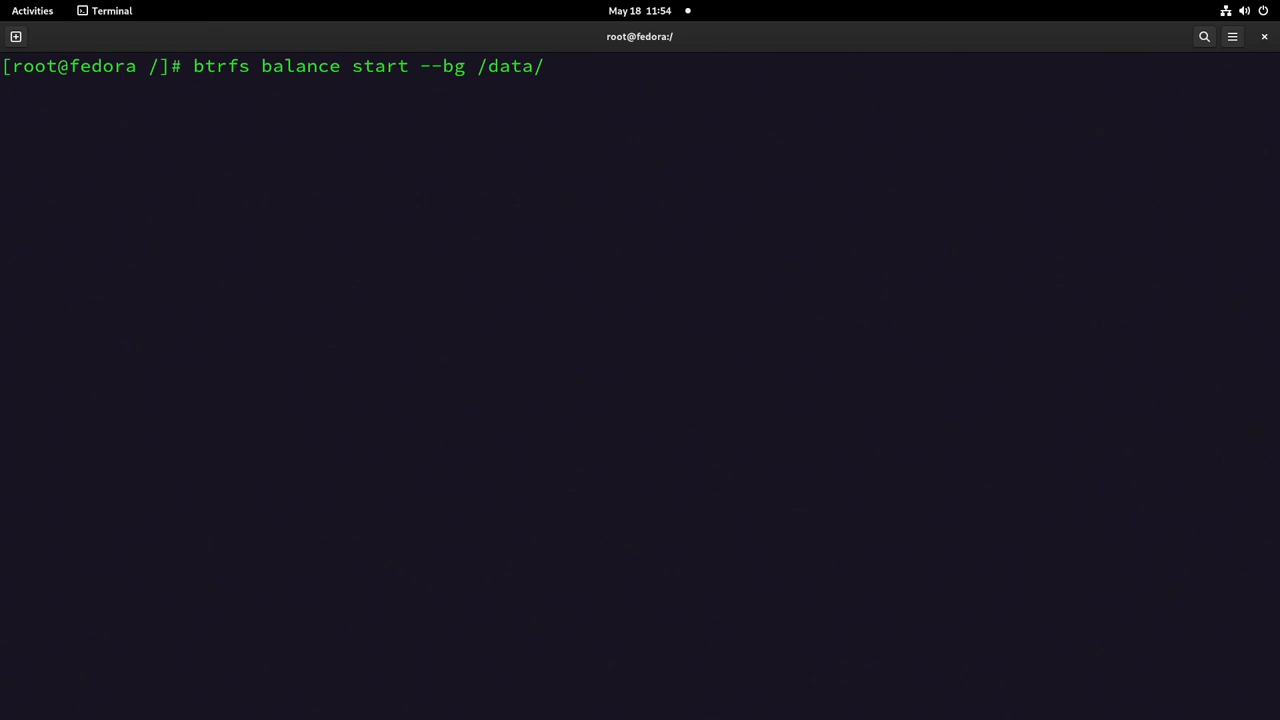 Activities Terminal May 18 11:54
root@fedora:/
[root@fedora /]# btrfs balance start --bg /data/